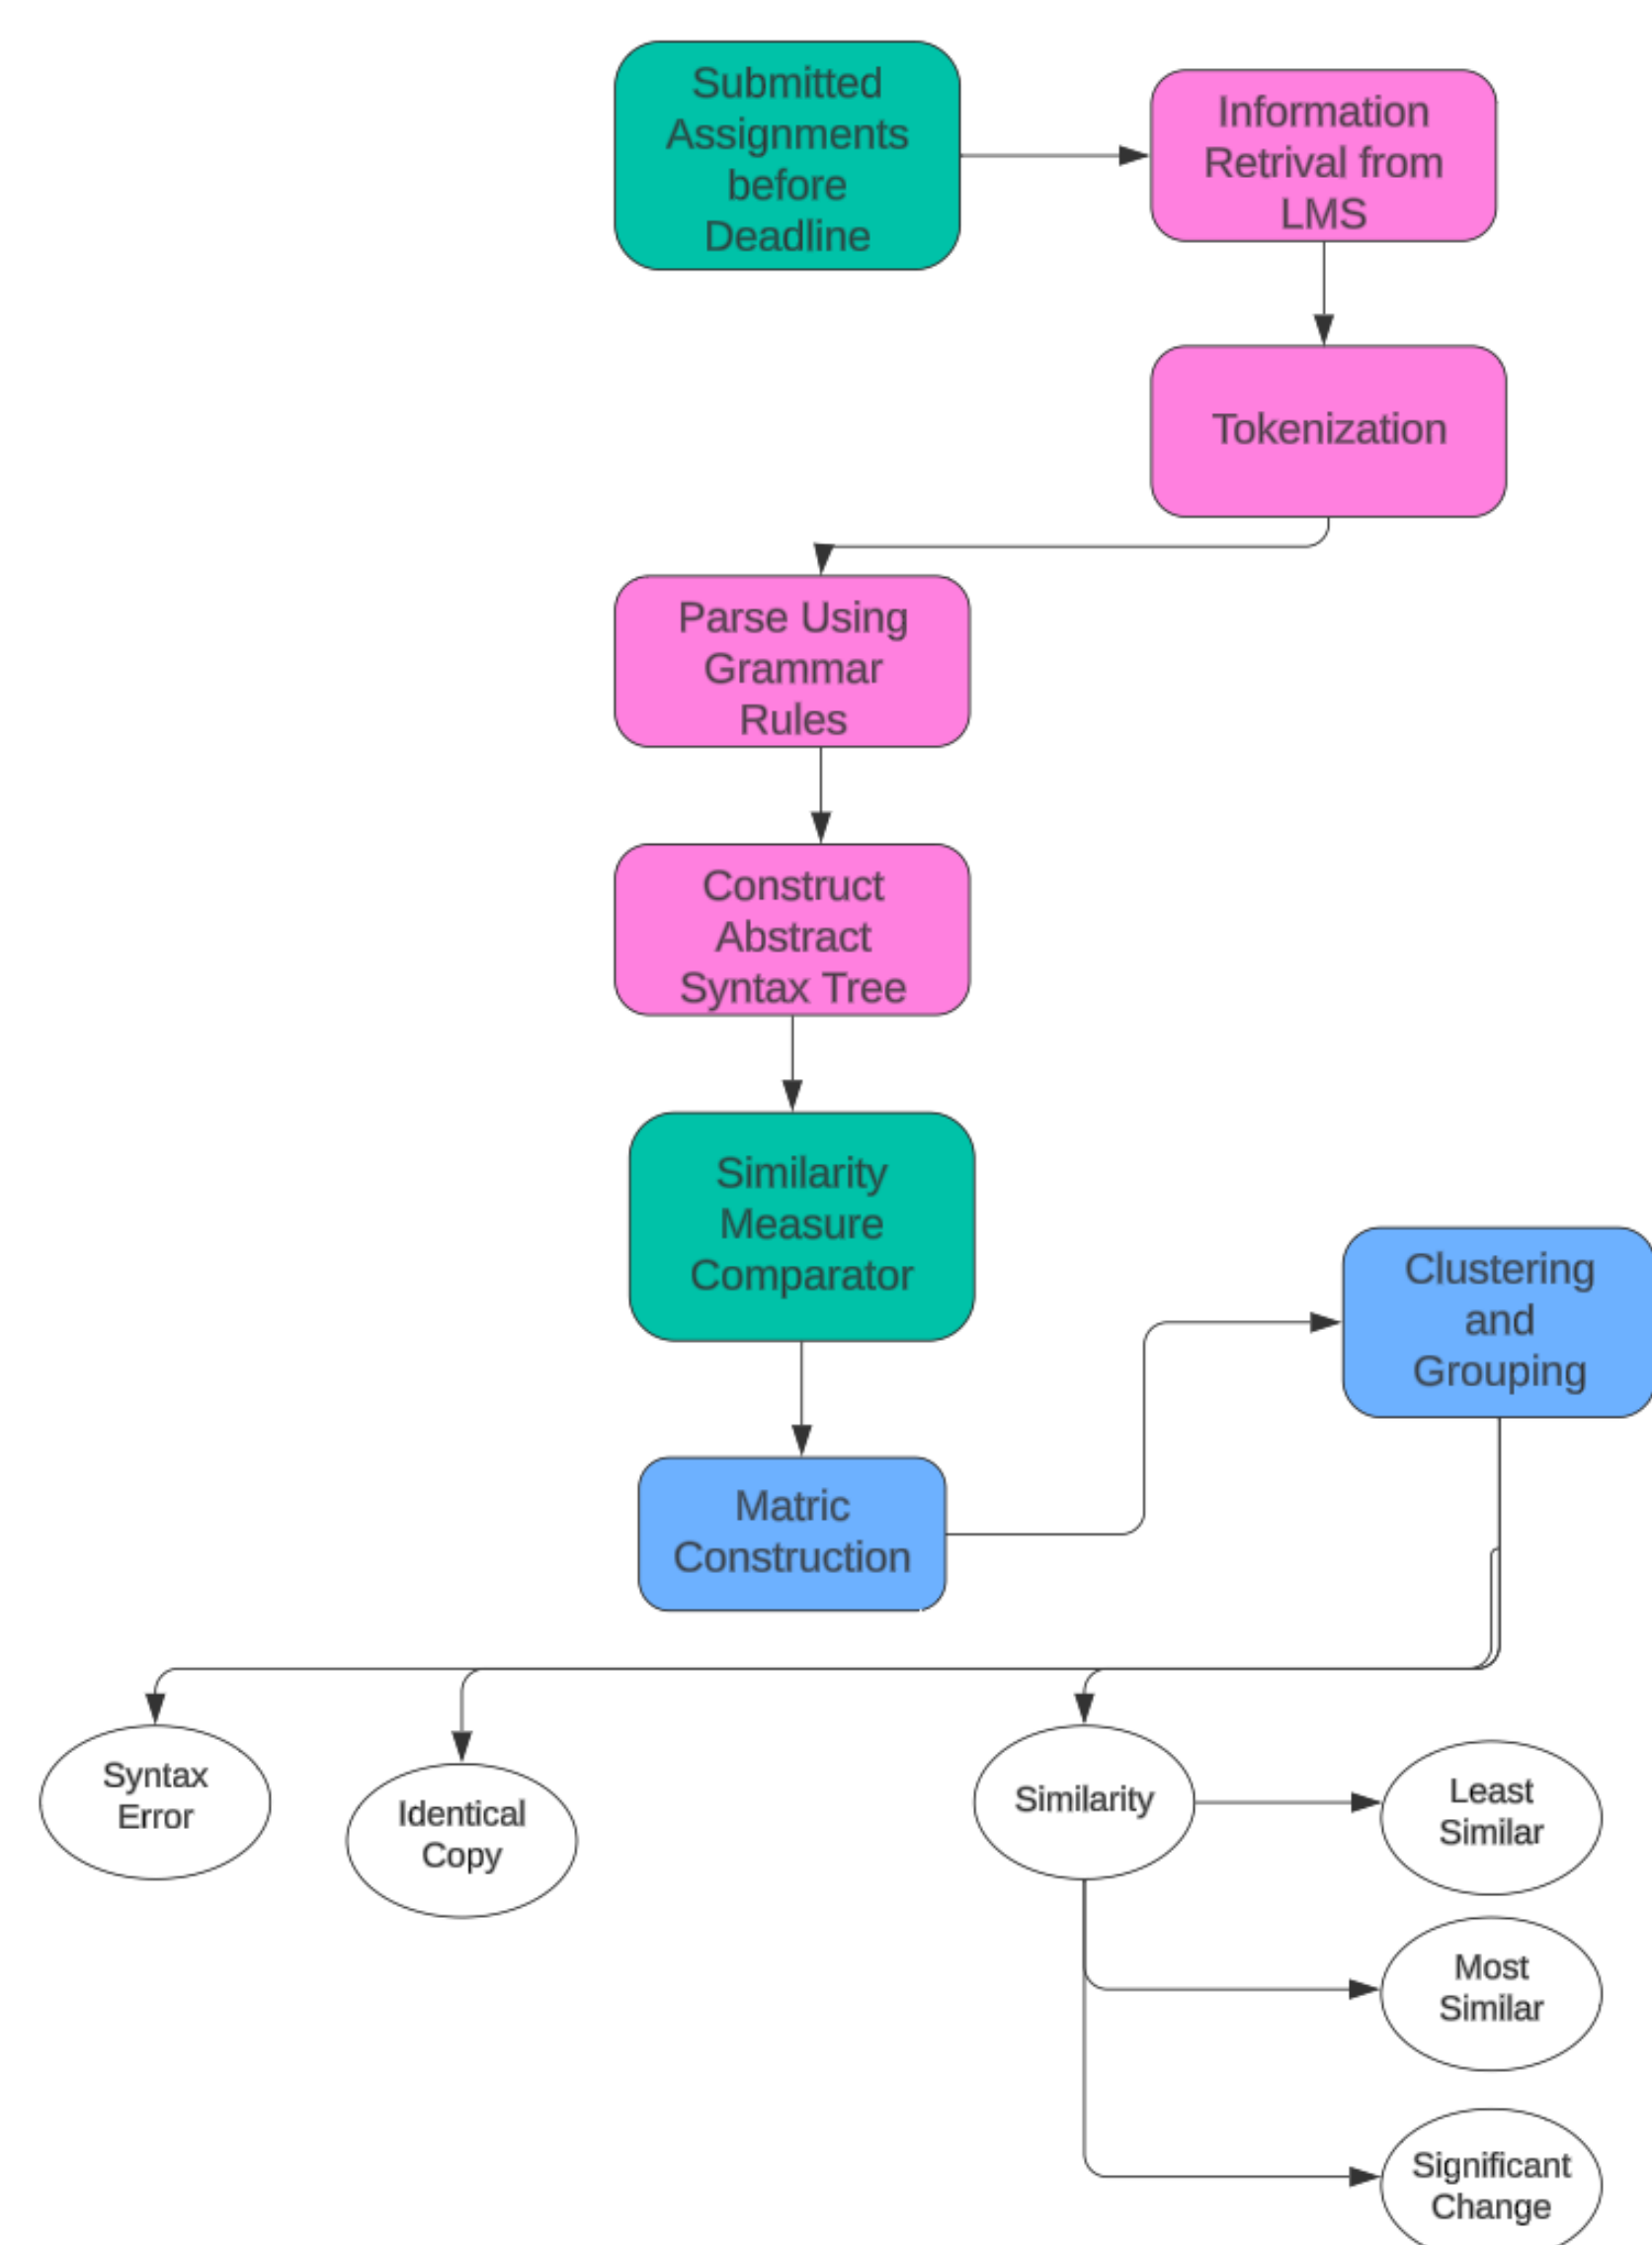 Submitted
Assignments
before
Deadline
Information
Retrival from
LMS
Tokenization
Parse Using
Grammar
Rules
Construct
Abstract
Syntax Tree
Similarity
Measure
Comparator
Clustering
and
Grouping
Matric
Construction
Syntax
Error
Identical
Copy
Similarity
Least
Similar
Most
Similar
Significant
Change